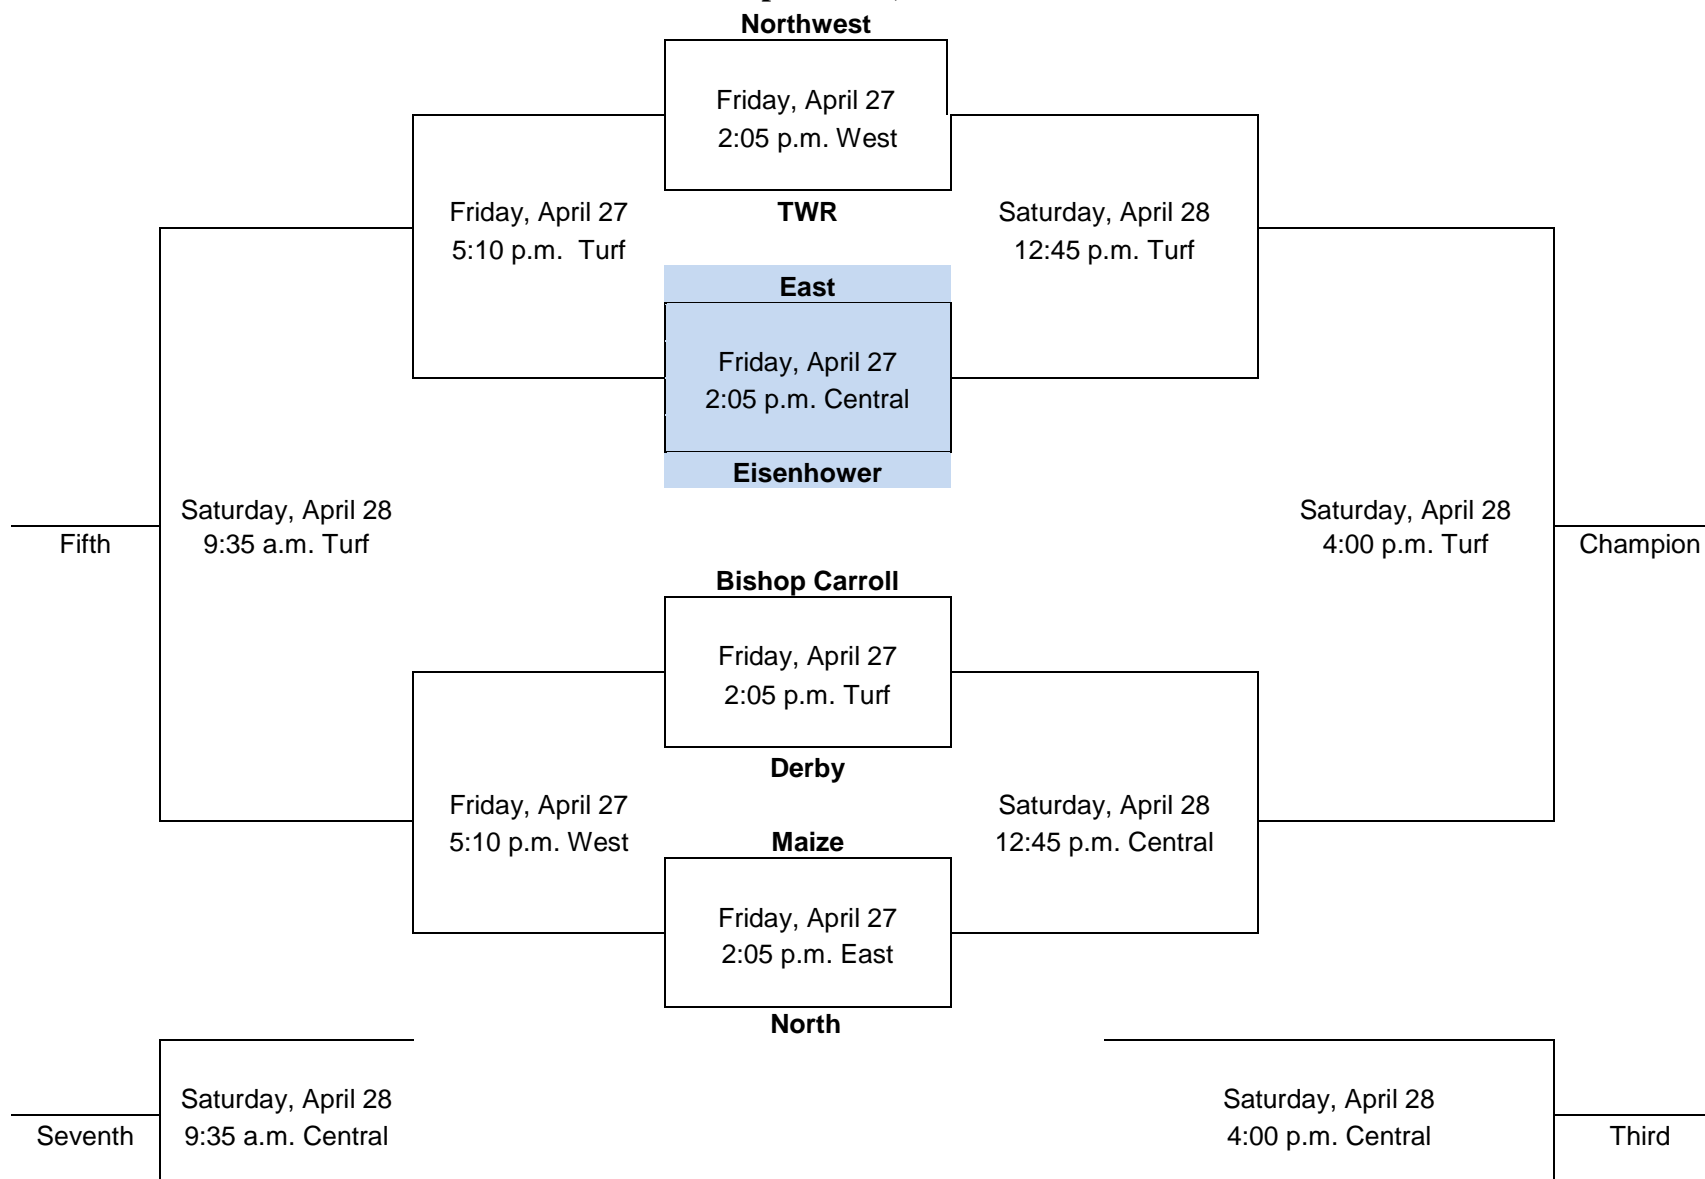 Northwest
Friday, April 27
2:05 p.m. West
Friday, April 27
TWR
Saturday, April 28
5:10 p.m. Turf
12:45 p.m. Turf
East
Friday, April 27
2:05 p.m. Central
Eisenhower
Saturday, April 28
Saturday, April 28
Fifth
9:35 a.m. Turf
4:00 p.m. Turf
Champion
Bishop Carroll
Friday, April 27
2:05 p.m. Turf
Derby
Friday, April 27
Saturday, April 28
5:10 p.m. West
Maize
12:45 p.m. Central
Friday, April 27
2:05 p.m. East
North
Saturday, April 28
Saturday, April 28
Seventh
9:35 a.m. Central
4:00 p.m. Central
Third